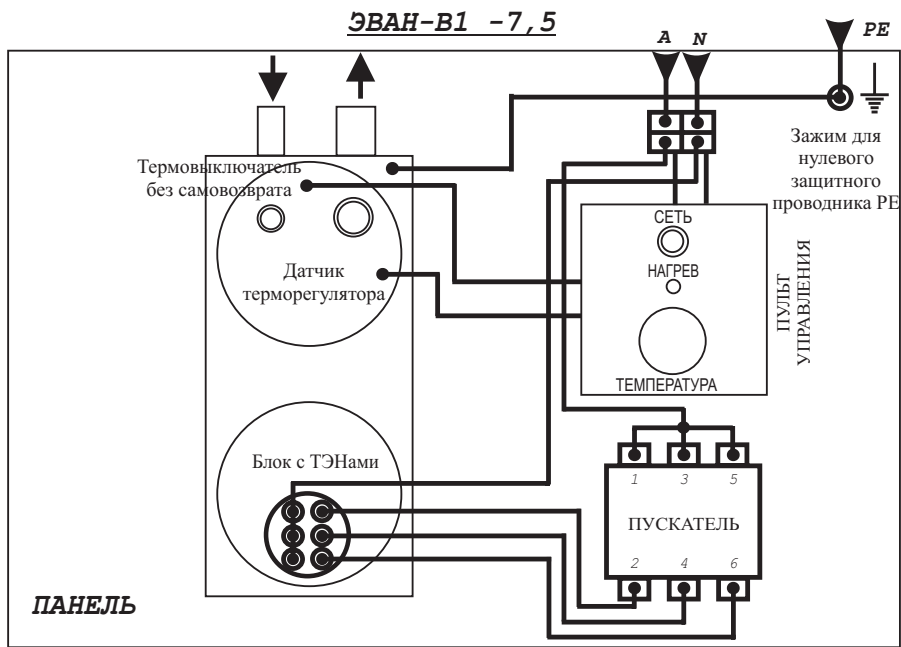 ЭВАН-В1 -7,5
A N
PE
Термовыключатель
без самовозврата
Зажим для
нулевого
защитного
проводника PE
СЕТЬ
НАГРЕВ
ТЕМПЕРАТУРА
ПУЛЬТ
УПРАВЛЕНИЯ
Датчик
терморегулятора
Блок с ТЭНами
1 3 5
ПУСКАТЕЛЬ
2 4 6
ПАНЕЛЬ